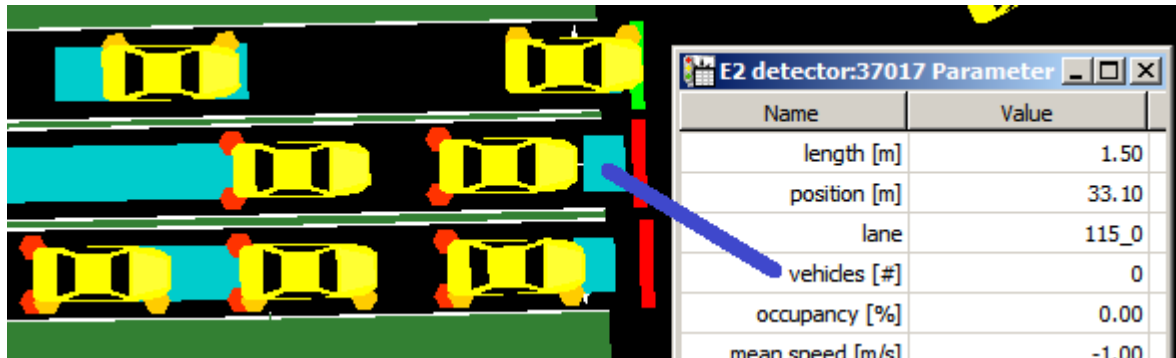 E2 detector:37017 Parameter
Name Value
length [m] 1.50
position [m] 33.10
lane 115_0
vehicles [#] 0
occupancy [%] 0.00
mean speed [m/s] -1.00